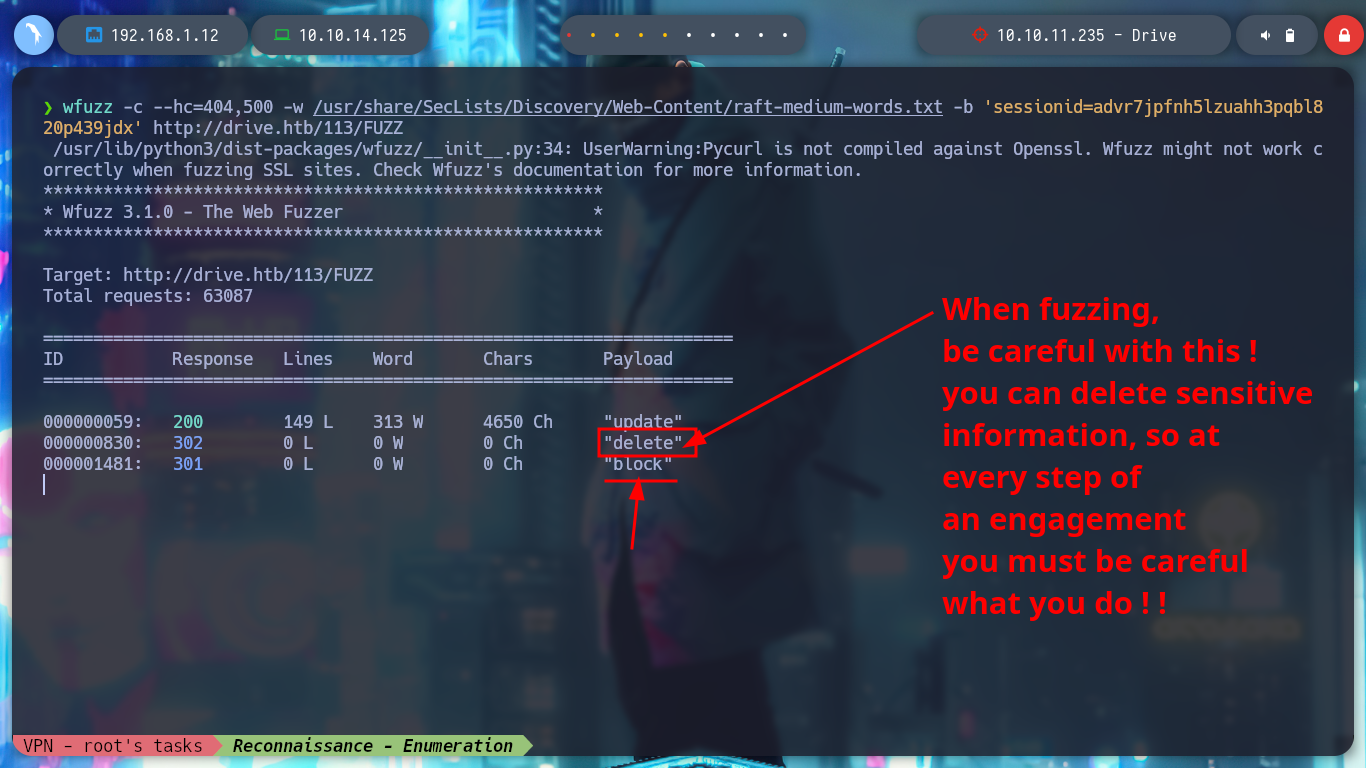 192.168.1.12 10.10.14.125 10.10.11.235 - Drive
❯ wfuzz -c --hc=404,500 -w /usr/share/SecLists/Discovery/Web-Content/raft-medium-words.txt -b 'sessionid=advr7jpfnh5lzuahh3pqbl8
20p439jdx' http://drive.htb/113/FUZZ
/usr/lib/python3/dist-packages/wfuzz/__init__.py:34: UserWarning:Pycurl is not compiled against Openssl. Wfuzz might not work c
orrectly when fuzzing SSL sites. Check Wfuzz's documentation for more information.
********************************************************
* Wfuzz 3.1.0 - The Web Fuzzer                         *
********************************************************
Target: http://drive.htb/113/FUZZ
Total requests: 63087
=====================================================================
ID           Response   Lines    Word       Chars       Payload
=====================================================================
000000059:   200        149 L    313 W      4650 Ch     "update"
000000830:   302        0 L      0 W        0 Ch        "delete"
000001481:   301        0 L      0 W        0 Ch        "block"
When fuzzing,
be careful with this !
you can delete sensitive
information, so at
every step of
an engagement
you must be careful
what you do ! !
VPN - root's tasks Reconnaissance - Enumeration